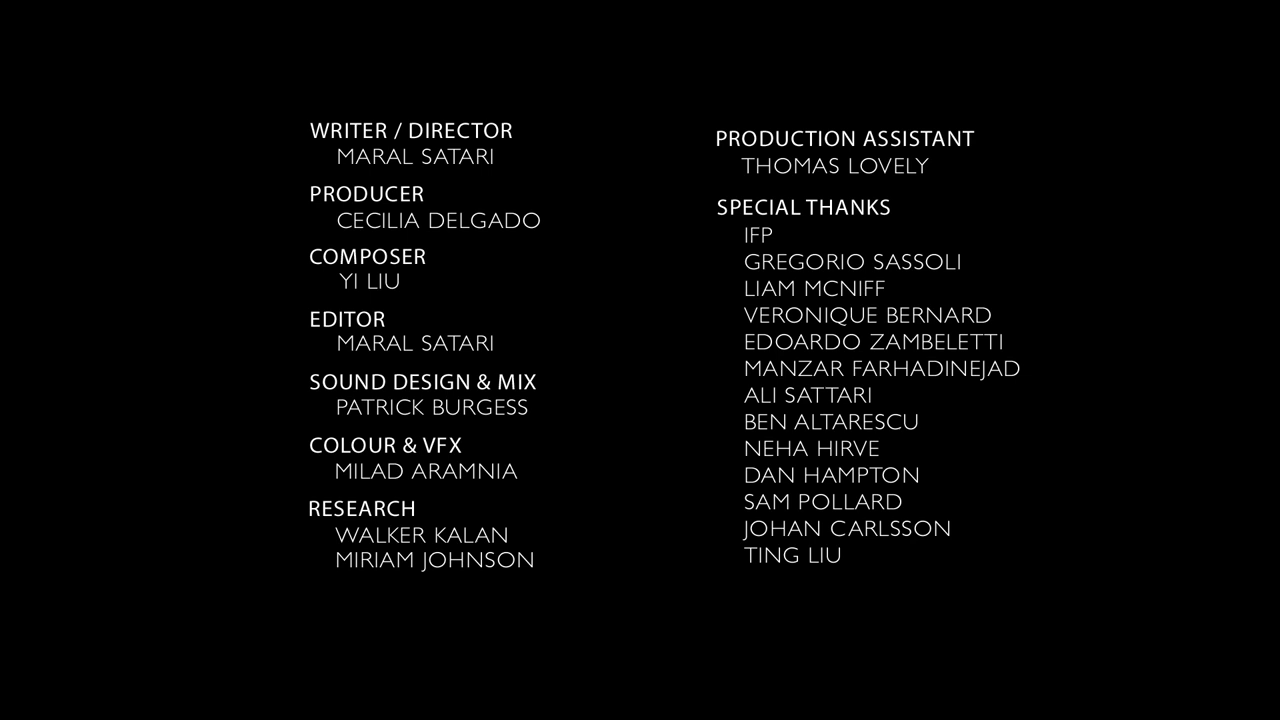 WRITER / DIRECTOR
MARAL SATARI
PRODUCER
CECILIA DELGADO
COMPOSER
YI LIU
EDITOR
MARAL SATARI
SOUND DESIGN & MIX
PATRICK BURGESS
COLOUR & VFX
MILAD ARAMNIA
RESEARCH
WALKER KALAN
MIRIAM JOHNSON
PRODUCTION ASSISTANT
THOMAS LOVELY
SPECIAL THANKS
IFP
GREGORIO SASSOLI
LIAM MCNIFF
VERONIQUE BERNARD
EDOARDO ZAMBELETTI
MANZAR FARHADINEJAD
ALI SATTARI
BEN ALTARESCU
NEHA HIRVE
DAN HAMPTON
SAM POLLARD
JOHAN CARLSSON
TING LIU